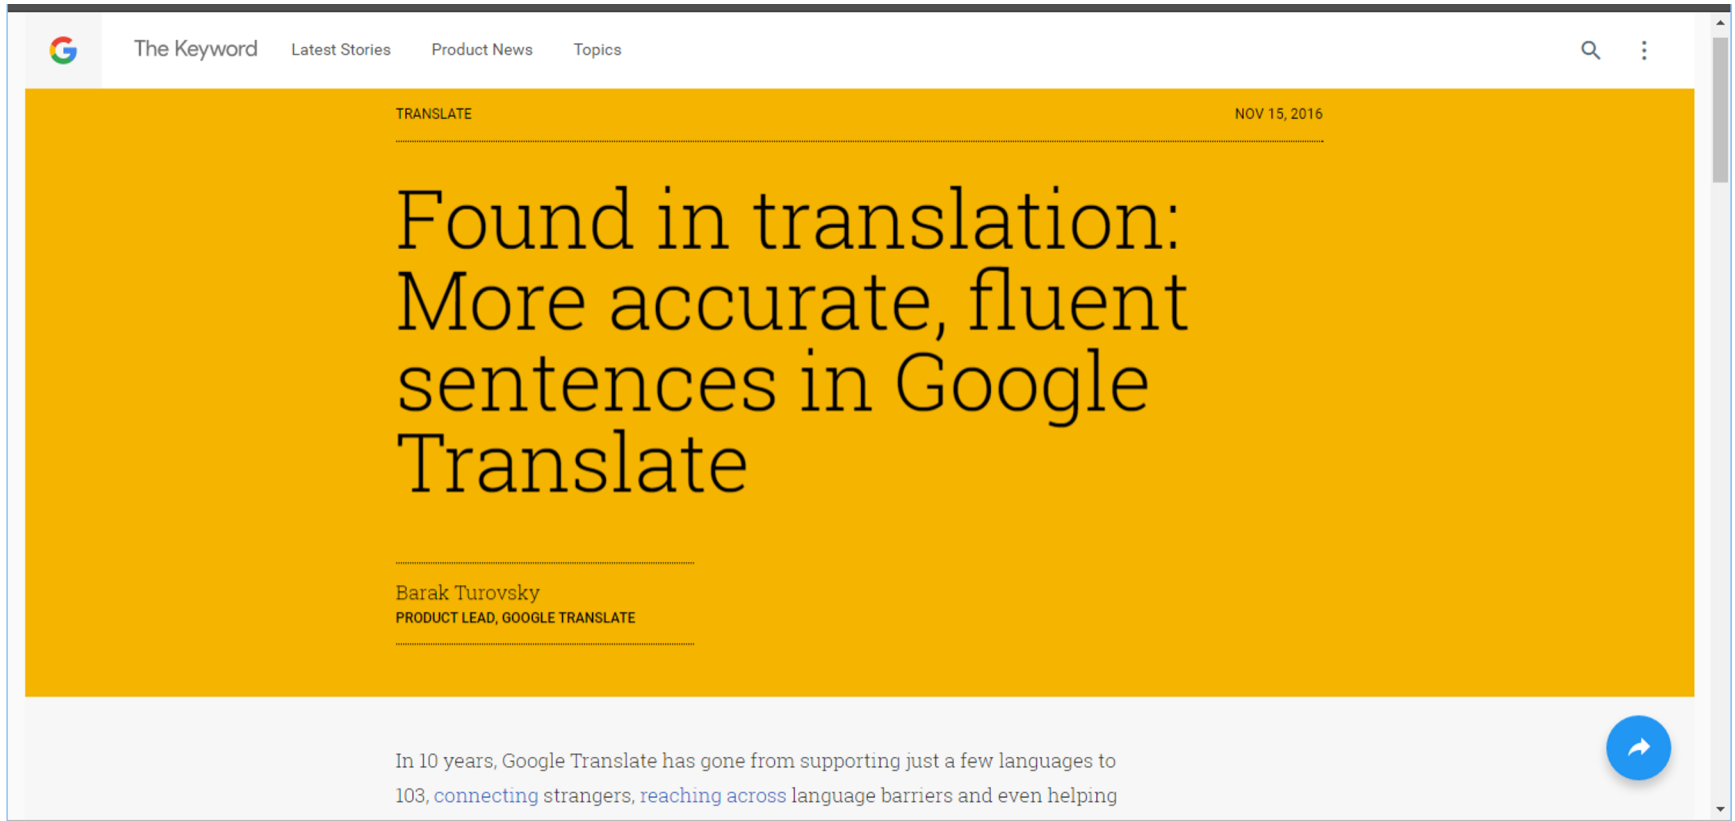 The Keyword Latest Stories Product News Topics
TRANSLATE NOV 15, 2016
Found in translation:
More accurate, fluent
sentences in Google
Translate
Barak Turovsky
PRODUCT LEAD, GOOGLE TRANSLATE
In 10 years, Google Translate has gone from supporting just a few languages to
103, connecting strangers, reaching across language barriers and even helping